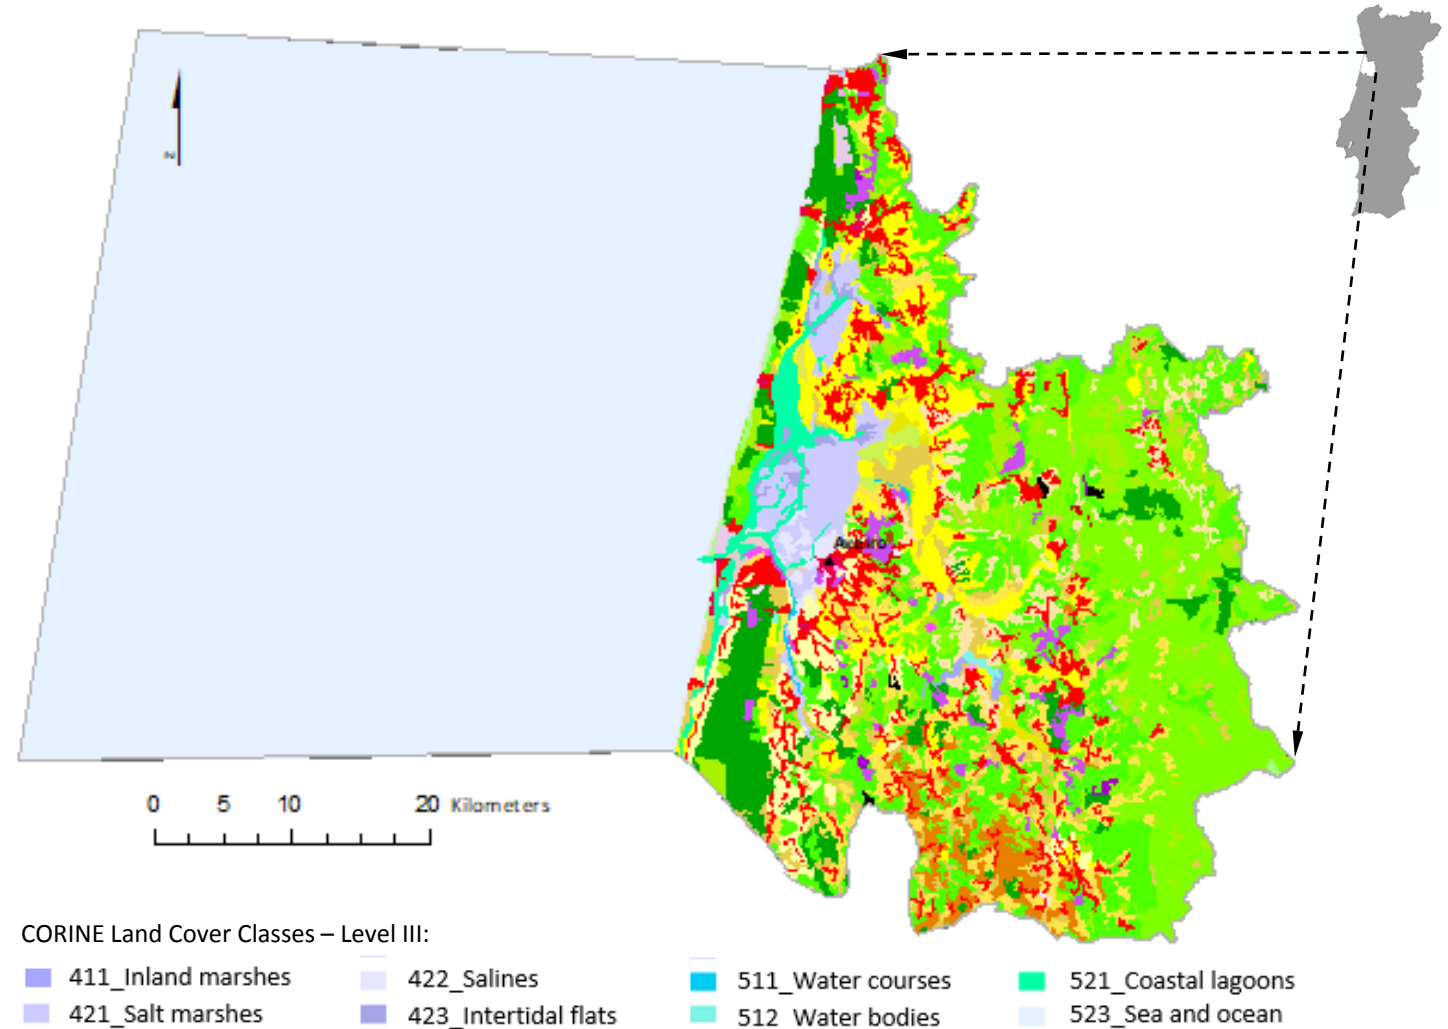 N
Aveiro
0 5 10 20 Kilometers
CORINE Land Cover Classes – Level III:
411_Inland marshes 422_Salines 511_Water courses 521_Coastal lagoons
421_Salt marshes 423_Intertidal flats 512_Water bodies 523_Sea and ocean